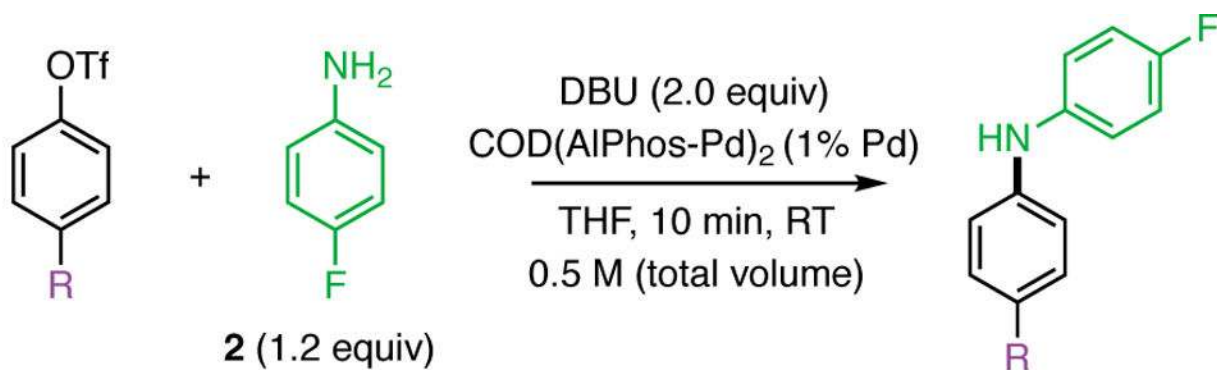 OTf
R
+
NH₂
F
2 (1.2 equiv)
DBU (2.0 equiv)
COD(AlPhos-Pd)₂ (1% Pd)
THF, 10 min, RT
0.5 M (total volume)
F
HN
R